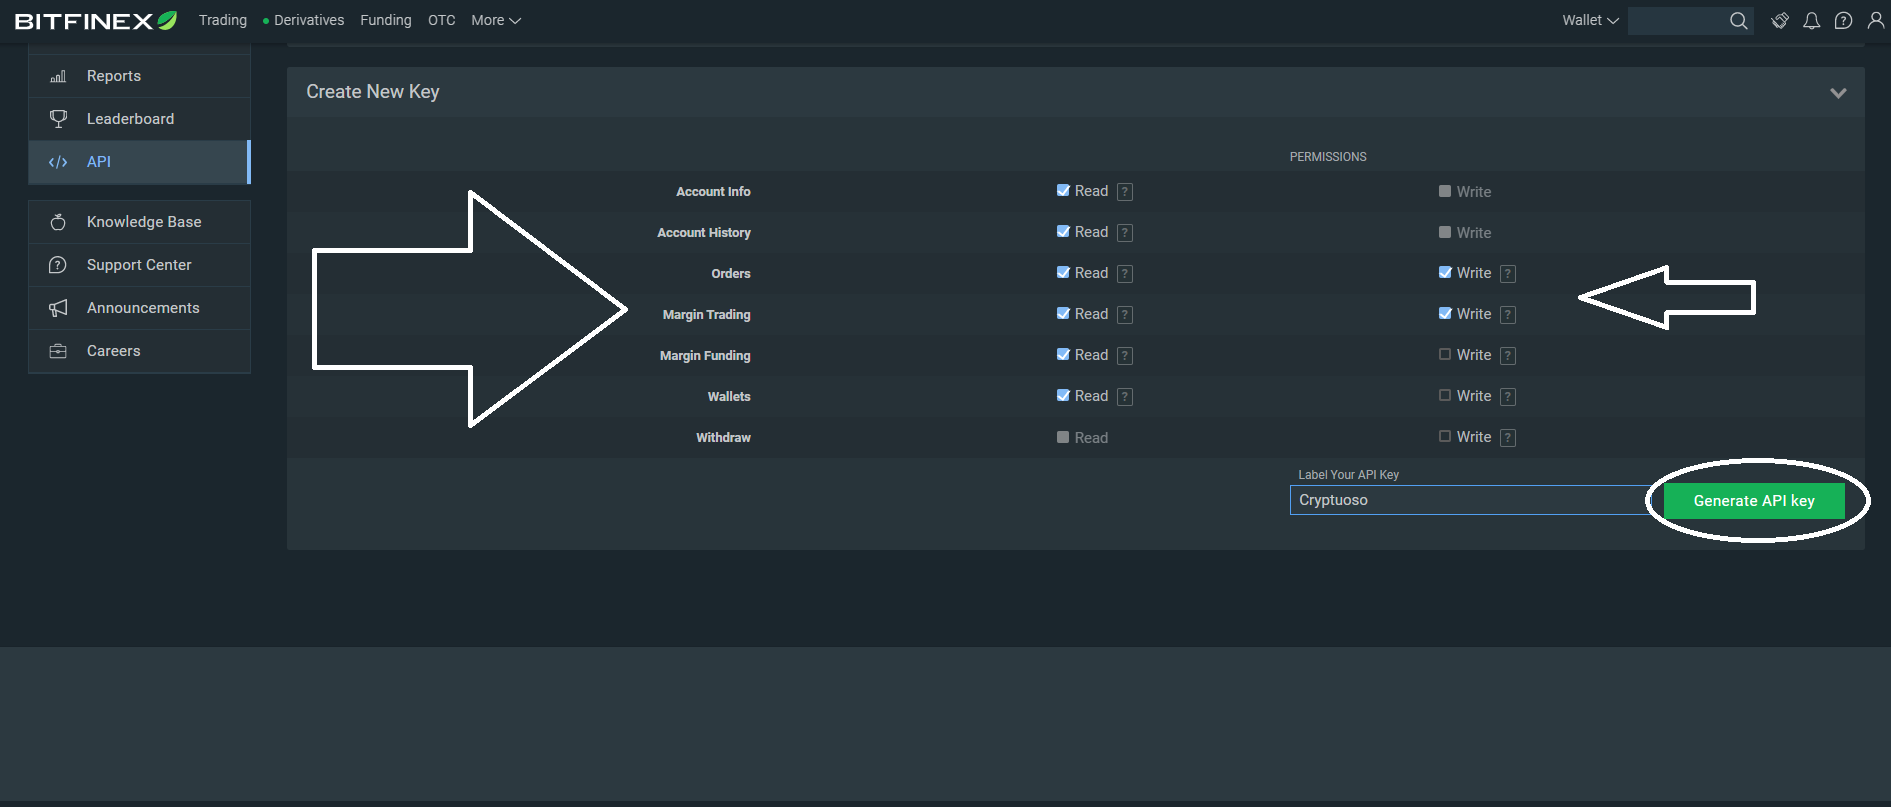 BITFINEX Trading Derivatives Funding OTC More Wallet
Reports
Leaderboard
API
Knowledge Base
Support Center
Announcements
Careers
Create New Key
PERMISSIONS
Account Info Read ? Write
Account History Read ? Write
Orders Read ? Write ?
Margin Trading Read ? Write ?
Margin Funding Read ? Write ?
Wallets Read ? Write ?
Withdraw Read Write ?
Label Your API Key
Cryptuoso Generate API key